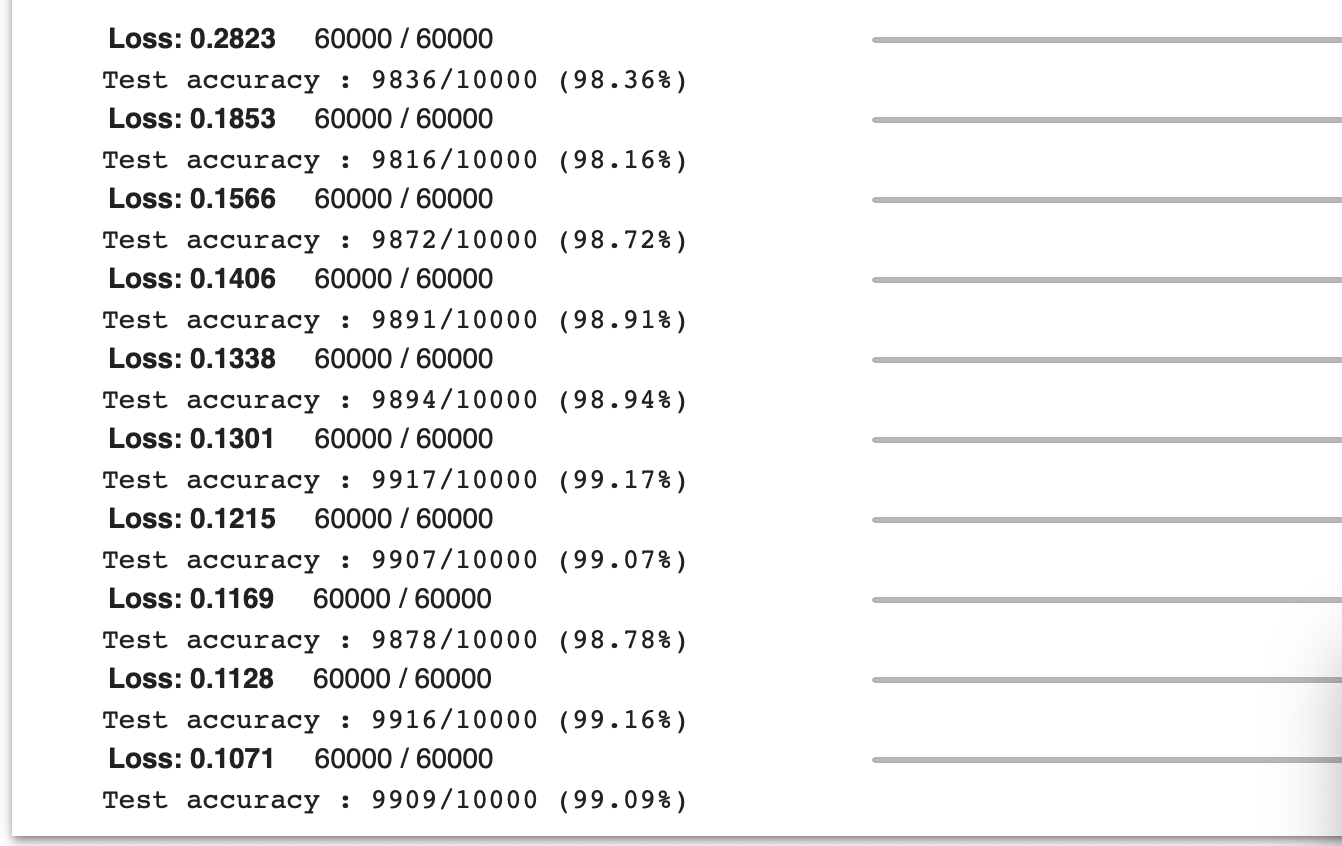 Loss: 0.2823 60000 / 60000
Test accuracy : 9836/10000 (98.36%)
Loss: 0.1853 60000 / 60000
Test accuracy : 9816/10000 (98.16%)
Loss: 0.1566 60000 / 60000
Test accuracy : 9872/10000 (98.72%)
Loss: 0.1406 60000 / 60000
Test accuracy : 9891/10000 (98.91%)
Loss: 0.1338 60000 / 60000
Test accuracy : 9894/10000 (98.94%)
Loss: 0.1301 60000 / 60000
Test accuracy : 9917/10000 (99.17%)
Loss: 0.1215 60000 / 60000
Test accuracy : 9907/10000 (99.07%)
Loss: 0.1169 60000 / 60000
Test accuracy : 9878/10000 (98.78%)
Loss: 0.1128 60000 / 60000
Test accuracy : 9916/10000 (99.16%)
Loss: 0.1071 60000 / 60000
Test accuracy : 9909/10000 (99.09%)